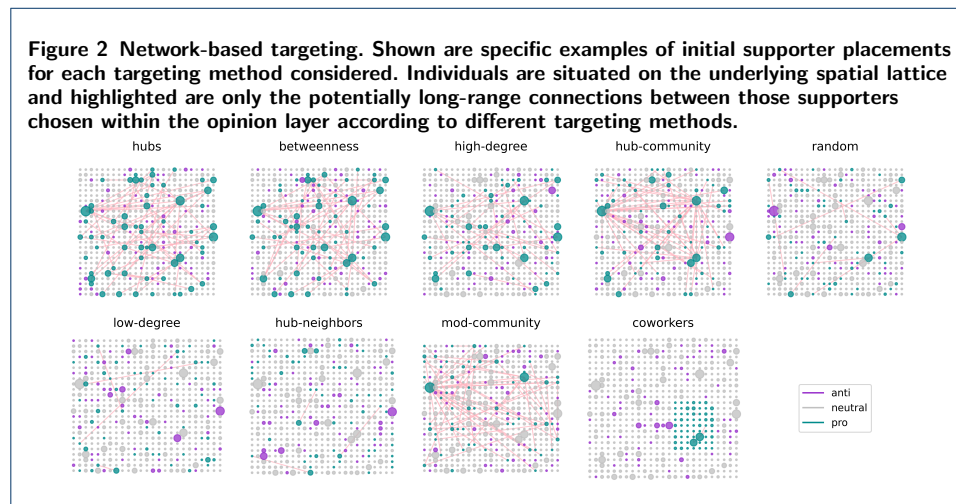 Figure 2 Network-based targeting. Shown are specific examples of initial supporter placements
for each targeting method considered. Individuals are situated on the underlying spatial lattice
and highlighted are only the potentially long-range connections between those supporters
chosen within the opinion layer according to different targeting methods.
hubs betweenness high-degree hub-community random
low-degree hub-neighbors mod-community coworkers
anti
neutral
pro